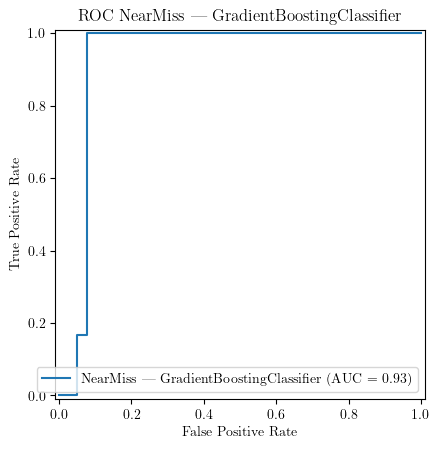 ROC NearMiss — GradientBoostingClassifier
1.0
0.8
0.6
0.4
0.2
0.0
True Positive Rate
NearMiss — GradientBoostingClassifier (AUC = 0.93)
0.0 0.2 0.4 0.6 0.8 1.0
False Positive Rate